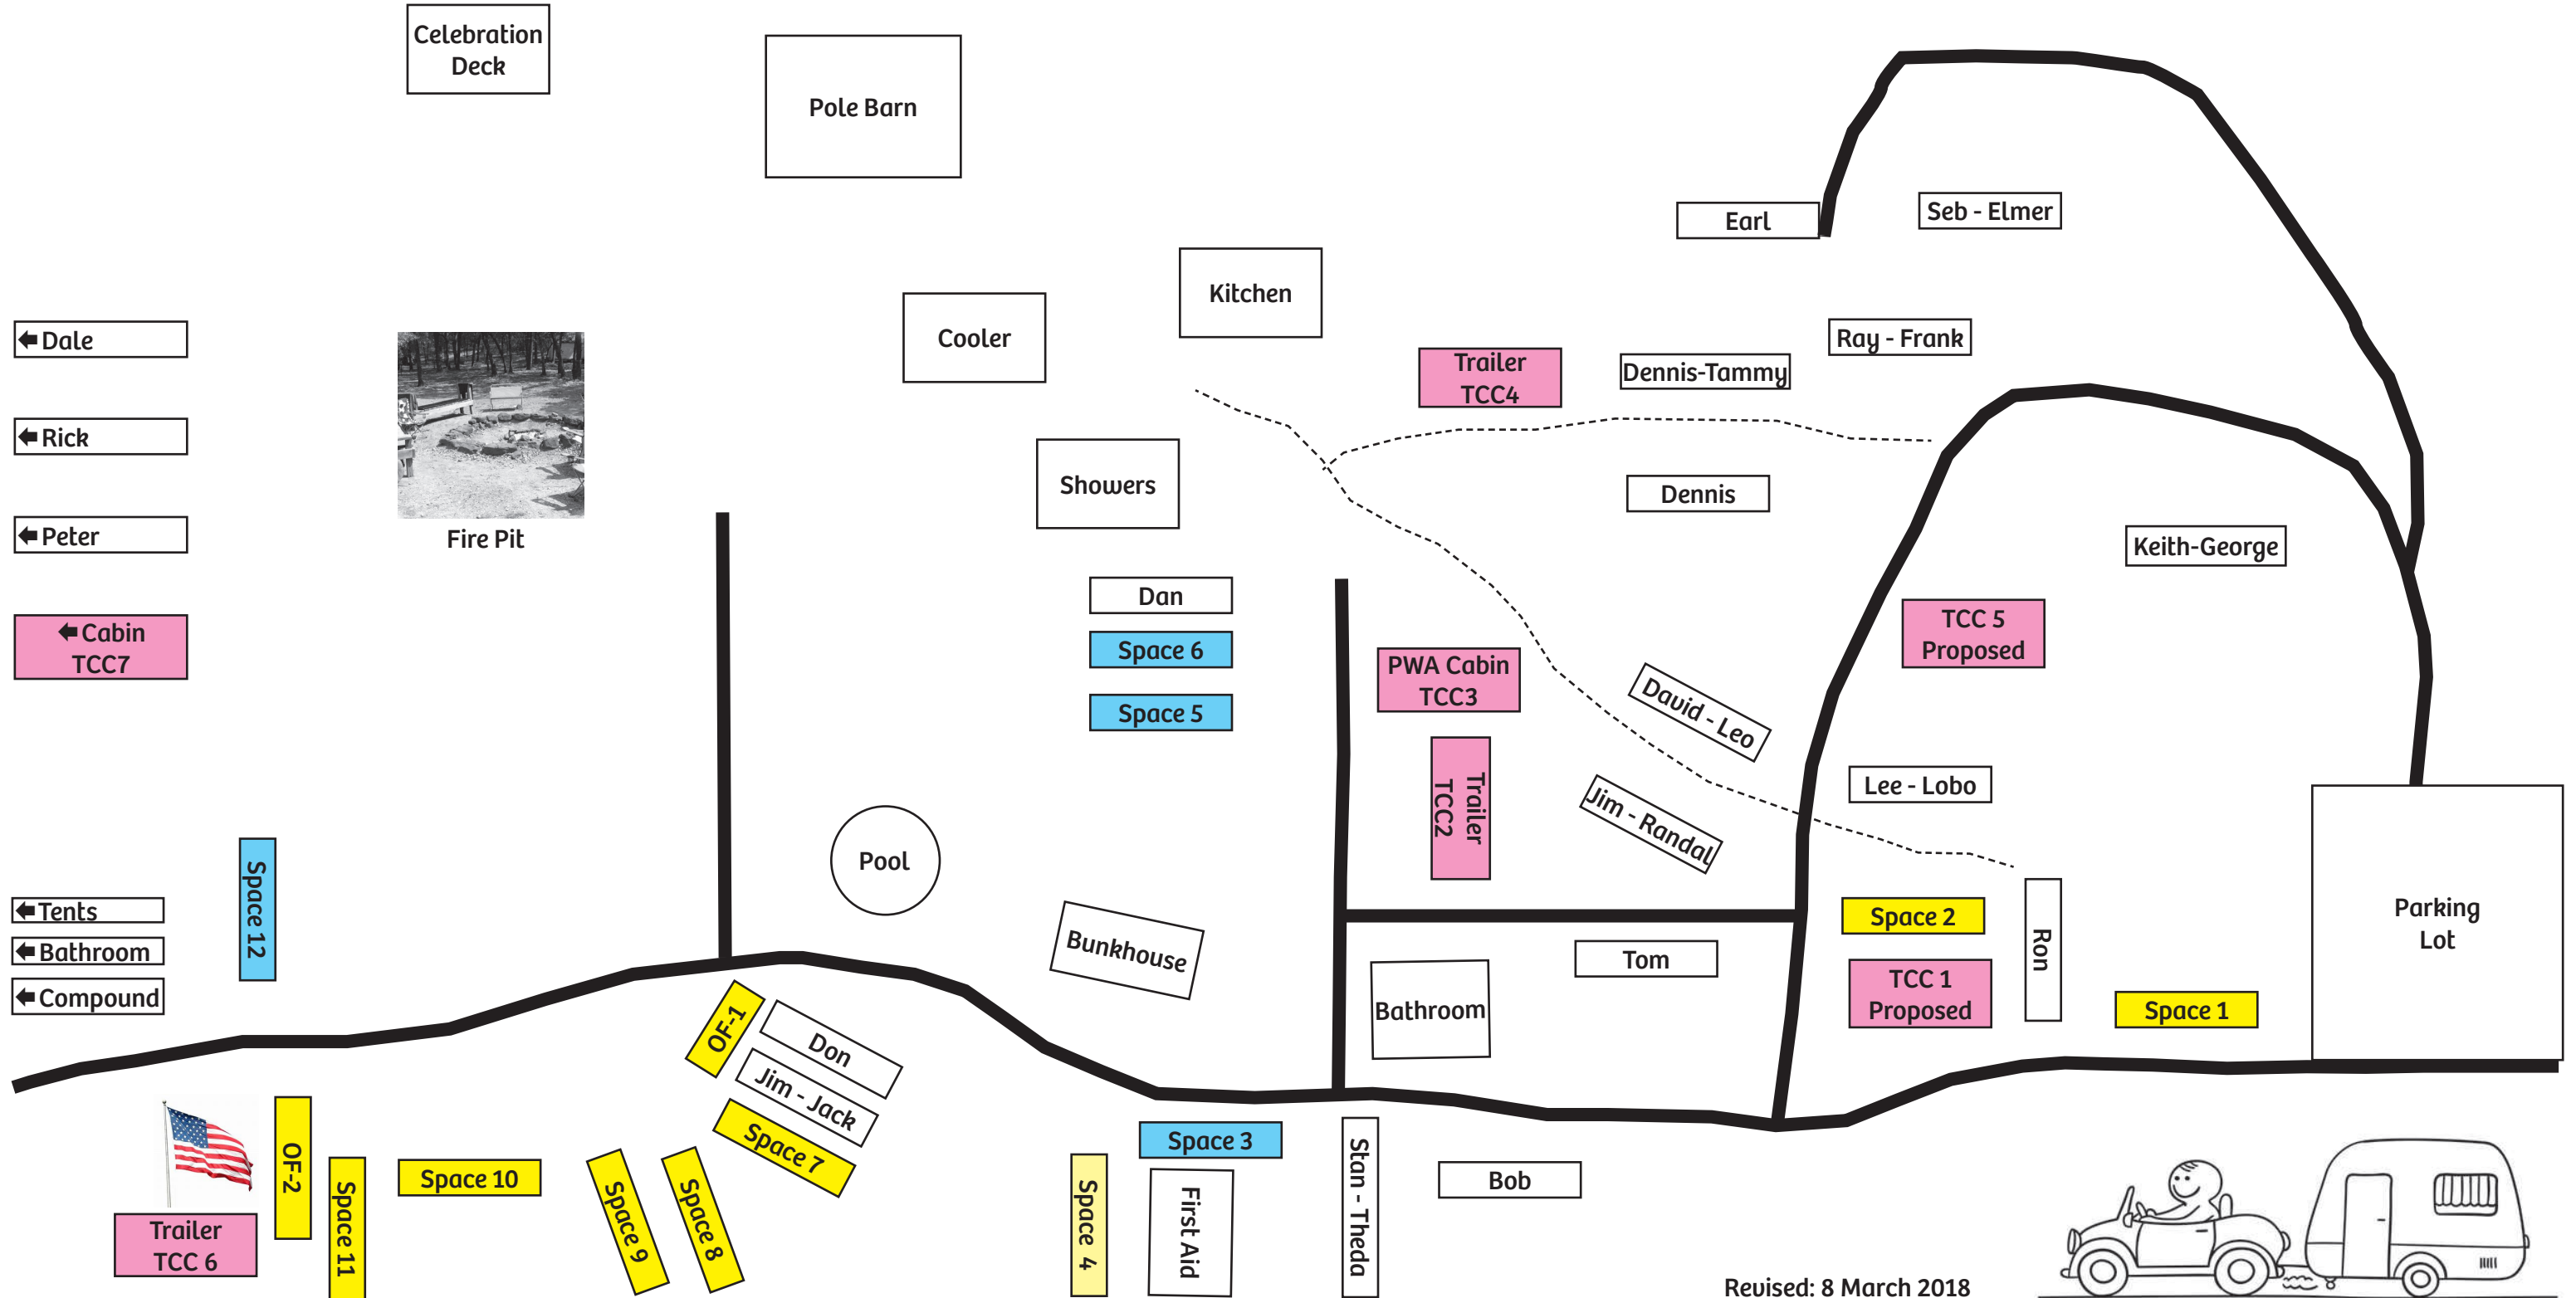 Celebration
Deck
Pole Barn
Earl
Seb - Elmer
Kitchen
Cooler
Ray - Frank
Dale
Trailer
TCC4
Dennis-Tammy
Rick
Showers
Dennis
Peter
Fire Pit
Keith-George
Dan
Cabin
TCC7
Space 6
TCC 5
Proposed
PWA Cabin
TCC3
Space 5
David - Leo
Trailer
TCC2
Lee - Lobo
Jim - Randal
Pool
Space 12
Parking
Lot
Tents
Space 2
Ron
Bathroom
Bunkhouse
Tom
Compound
TCC 1
Proposed
Bathroom
Space 1
OF-1
Don
Jim - Jack
Space 7
Space 3
OF-2
Space 11
Space 10
Space 9
Space 8
Space 4
First Aid
Stan - Theda
Bob
Trailer
TCC 6
Revised: 8 March 2018